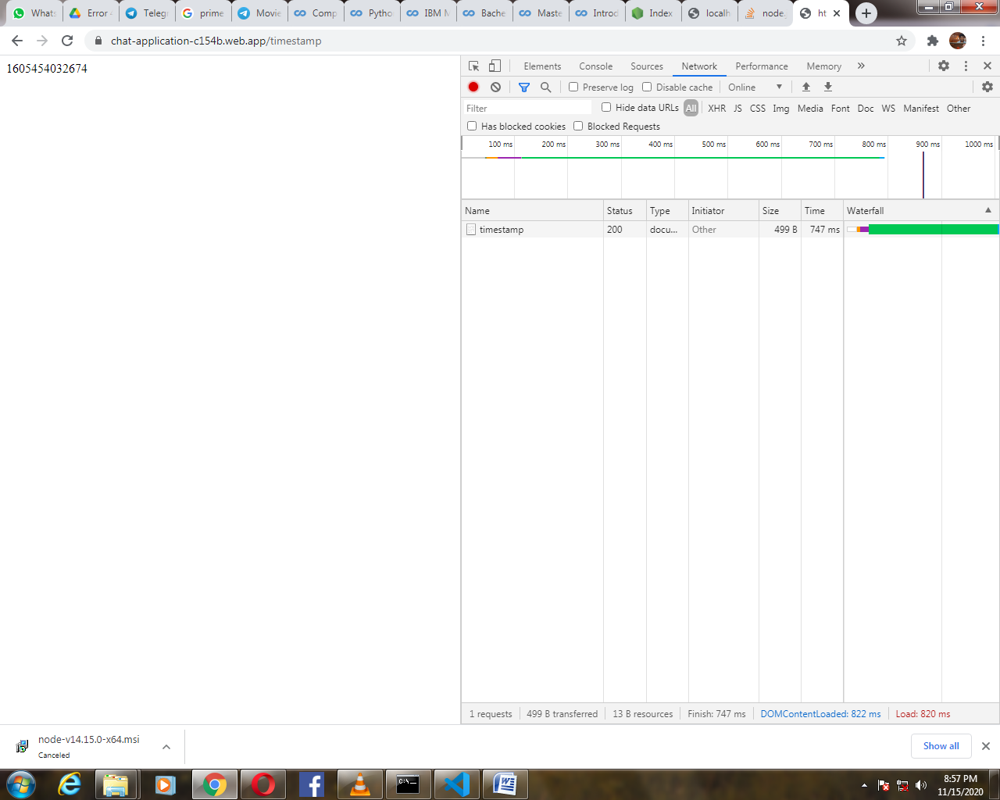 Whats Error 4 Telegr prime Movie Comp Pytho IBM M Bache Maste Introd Index localh node. ht
chat-application-c154b.web.app/timestamp
1605454032674
Elements Console Sources Network Performance Memory
Preserve log Disable cache Online
Filter Hide data URLs All XHR JS CSS Img Media Font Doc WS Manifest Other
Has blocked cookies Blocked Requests
100 ms 200 ms 300 ms 400 ms 500 ms 600 ms 700 ms 800 ms 900 ms 1000 ms
Name Status Type Initiator Size Time Waterfall
timestamp 200 docu... Other 499 B 747 ms
1 requests 499 B transferred 13 B resources Finish: 747 ms DOMContentLoaded: 822 ms Load: 820 ms
node-v14.15.0-x64.msi
Canceled
Show all
C:\_
8:57 PM
11/15/2020